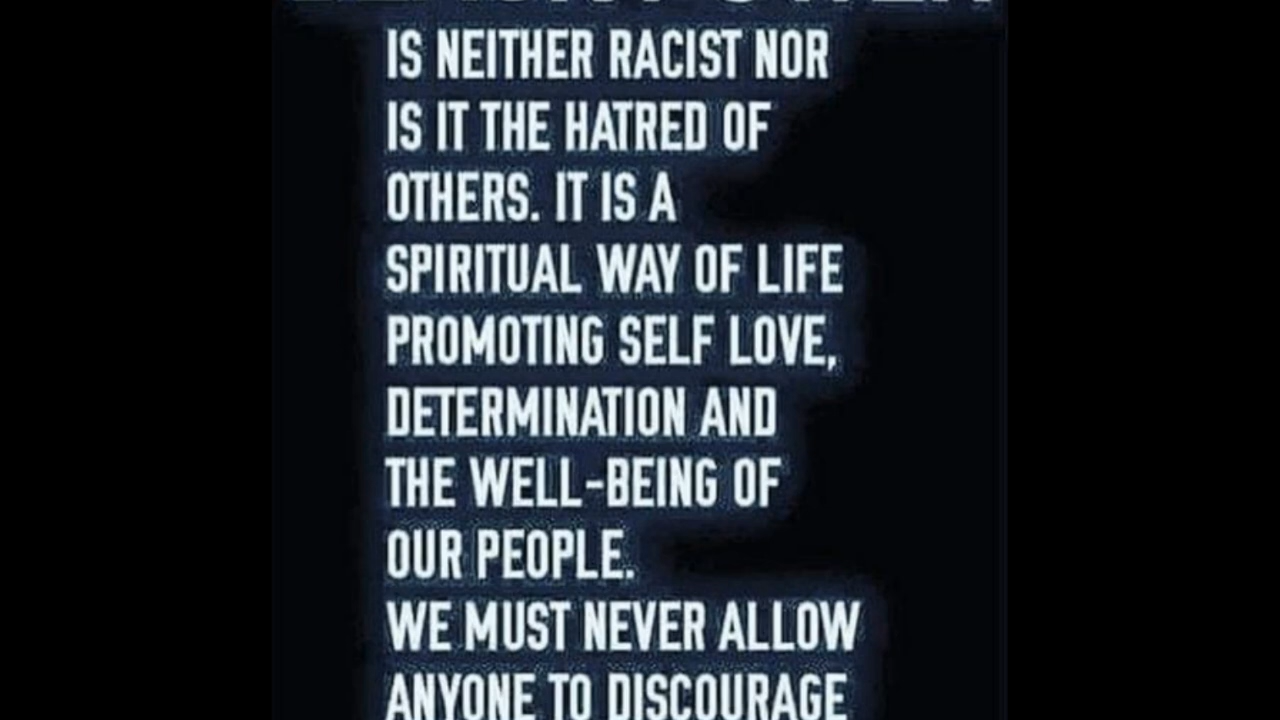 IS NEITHER RACIST NOR
IS IT THE HATRED OF
OTHERS. IT IS A
SPIRITUAL WAY OF LIFE
PROMOTING SELF LOVE,
DETERMINATION AND
THE WELL-BEING OF
OUR PEOPLE.
WE MUST NEVER ALLOW
ANYONE TO DISCOURAGE